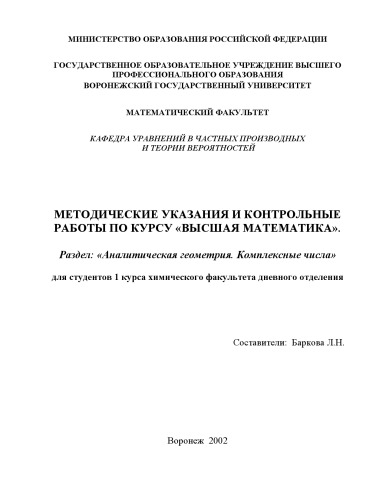 МИНИСТЕРСТВО ОБРАЗОВАНИЯ РОССИЙСКОЙ ФЕДЕРАЦИИ
ГОСУДАРСТВЕННОЕ ОБРАЗОВАТЕЛЬНОЕ УЧРЕЖДЕНИЕ ВЫСШЕГО
ПРОФЕССИОНАЛЬНОГО ОБРАЗОВАНИЯ
ВОРОНЕЖСКИЙ ГОСУДАРСТВЕННЫЙ УНИВЕРСИТЕТ
МАТЕМАТИЧЕСКИЙ ФАКУЛЬТЕТ
КАФЕДРА УРАВНЕНИЙ В ЧАСТНЫХ ПРОИЗВОДНЫХ
И ТЕОРИИ ВЕРОЯТНОСТЕЙ
МЕТОДИЧЕСКИЕ УКАЗАНИЯ И КОНТРОЛЬНЫЕ
РАБОТЫ ПО КУРСУ «ВЫСШАЯ МАТЕМАТИКА».
Раздел: «Аналитическая геометрия. Комплексные числа»
для студентов 1 курса химического факультета дневного отделения
Составители: Баркова Л.Н.
Воронеж 2002